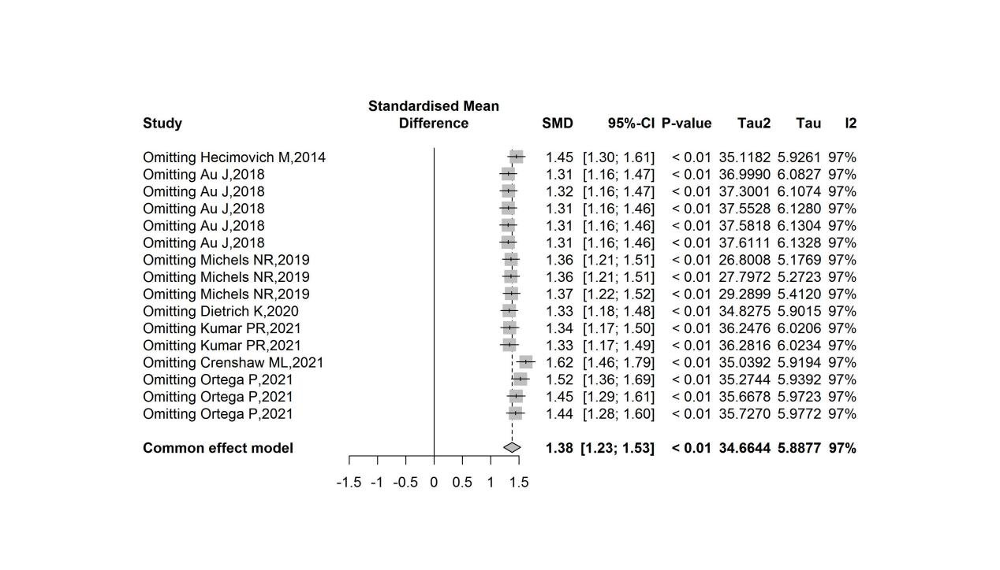 Standardised Mean
Study Difference SMD 95%-CI P-value Tau2 Tau I2
Omitting Hecimovich M,2014 1.45 [1.30; 1.61] < 0.01 35.1182 5.9261 97%
Omitting Au J,2018 1.31 [1.16; 1.47] < 0.01 36.9990 6.0827 97%
Omitting Au J,2018 1.32 [1.16; 1.47] < 0.01 37.3001 6.1074 97%
Omitting Au J,2018 1.31 [1.16; 1.46] < 0.01 37.5528 6.1280 97%
Omitting Au J,2018 1.31 [1.16; 1.46] < 0.01 37.5818 6.1304 97%
Omitting Au J,2018 1.31 [1.16; 1.46] < 0.01 37.6111 6.1328 97%
Omitting Michels NR,2019 1.36 [1.21; 1.51] < 0.01 26.8008 5.1769 97%
Omitting Michels NR,2019 1.36 [1.21; 1.51] < 0.01 27.7972 5.2723 97%
Omitting Michels NR,2019 1.37 [1.22; 1.52] < 0.01 29.2899 5.4120 97%
Omitting Dietrich K,2020 1.33 [1.18; 1.48] < 0.01 34.8275 5.9015 97%
Omitting Kumar PR,2021 1.34 [1.17; 1.50] < 0.01 36.2476 6.0206 97%
Omitting Kumar PR,2021 1.33 [1.17; 1.49] < 0.01 36.2816 6.0234 97%
Omitting Crenshaw ML,2021 1.62 [1.46; 1.79] < 0.01 35.0392 5.9194 97%
Omitting Ortega P,2021 1.52 [1.36; 1.69] < 0.01 35.2744 5.9392 97%
Omitting Ortega P,2021 1.45 [1.29; 1.61] < 0.01 35.6678 5.9723 97%
Omitting Ortega P,2021 1.44 [1.28; 1.60] < 0.01 35.7270 5.9772 97%
Common effect model 1.38 [1.23; 1.53] < 0.01 34.6644 5.8877 97%
-1.5 -1 -0.5 0 0.5 1 1.5